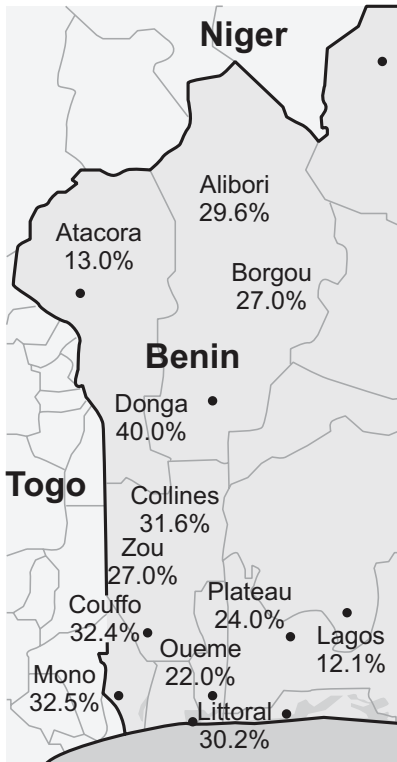 Niger
Alibori
29.6%
Atacora
13.0%
Borgou
27.0%
Benin
Donga
40.0%
Togo
Collines
31.6%
Zou
27.0%
Plateau
24.0%
Couffo
32.4%
Lagos
12.1%
Oueme
22.0%
Mono
32.5%
Littoral
30.2%